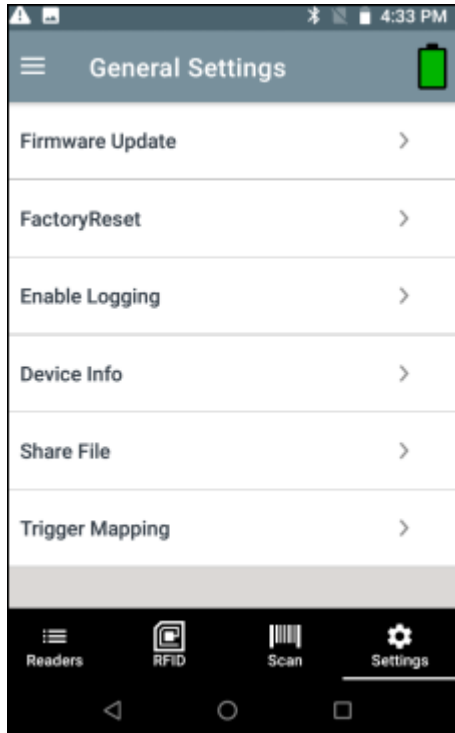 4:33 PM
General Settings
Firmware Update
FactoryReset
Enable Logging
Device Info
Share File
Trigger Mapping
Readers RFID Scan Settings